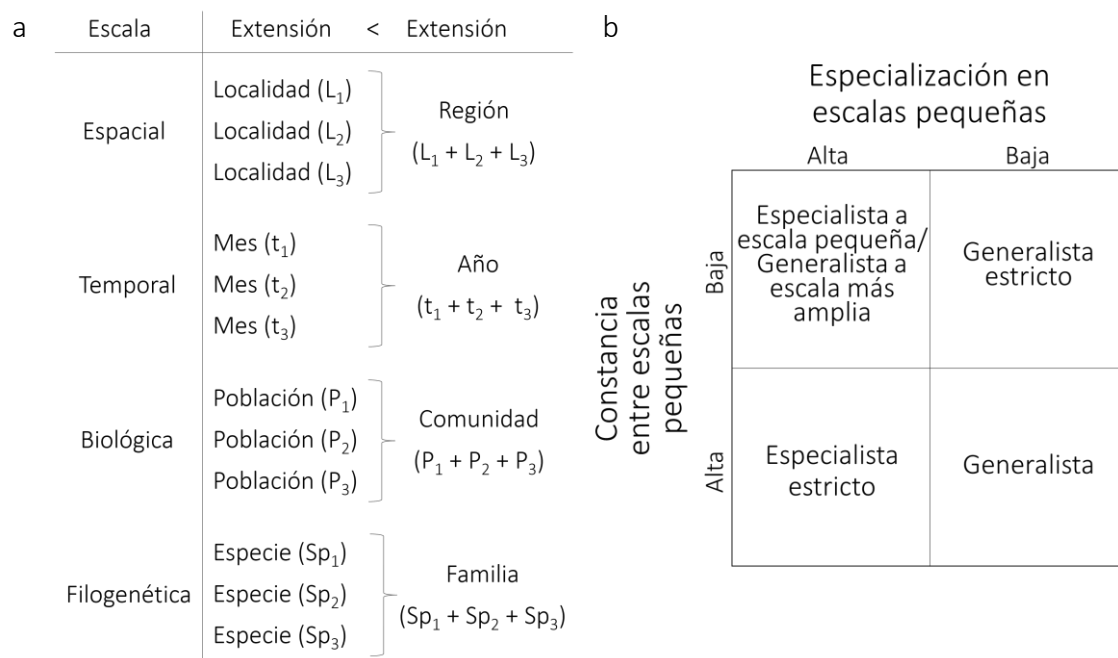 a
Escala Extensión < Extensión
Espacial
Localidad (L₁)
Localidad (L₂)
Localidad (L₃)
Región
(L₁ + L₂ + L₃)
Temporal
Mes (t₁)
Mes (t₂)
Mes (t₃)
Año
(t₁ + t₂ + t₃)
Biológica
Población (P₁)
Población (P₂)
Población (P₃)
Comunidad
(P₁ + P₂ + P₃)
Filogenética
Especie (Sp₁)
Especie (Sp₂)
Especie (Sp₃)
Familia
(Sp₁ + Sp₂ + Sp₃)
b
Especialización en
escalas pequeñas
Alta Baja
Constancia
entre escalas
pequeñas
Baja
Especialista a
escala pequeña/
Generalista a
escala más
amplia
Generalista
estricto
Alta
Especialista
estricto
Generalista